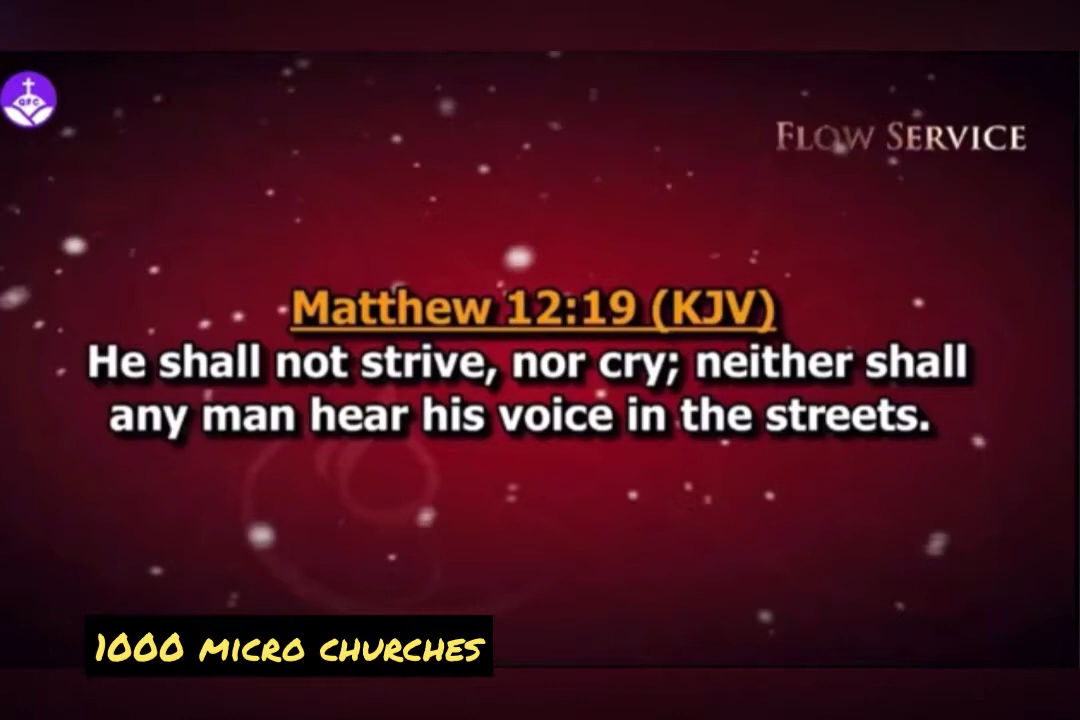 GFC
FLOW SERVICE
Matthew 12:19 (KJV)
He shall not strive, nor cry; neither shall
any man hear his voice in the streets.
1000 MICRO CHURCHES